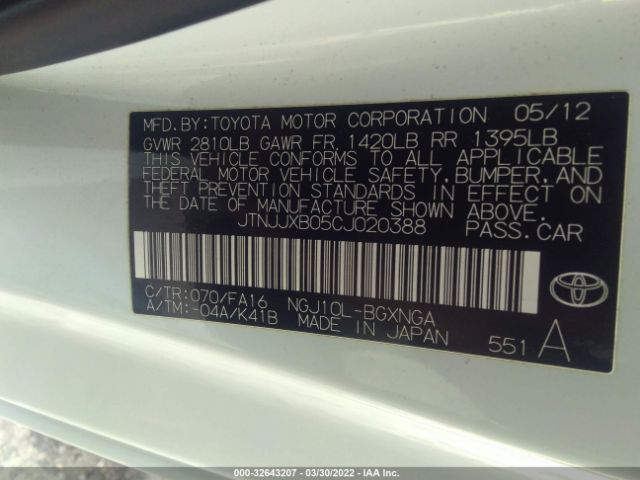 MFD.BY:TOYOTA MOTOR CORPORATION 05/12
GVWR 2810LB GAWR FR 1420LB RR 1395LB
THIS VEHICLE CONFORMS TO ALL APPLICABLE
FEDERAL MOTOR VEHICLE SAFETY.BUMPER.AND
THEFT PREVENTION STANDARDS IN EFFECT ON
THE DATE OF MANUFACTURE SHOWN ABOVE.
JTNJJXB05CJ020388 PASS.CAR
C/TR:070/FA16 NGJ10L-BGXNGA
A/TM:-04A/K41B MADE IN JAPAN
551 A
000-32643207 - 03/30/2022 - IAA Inc.